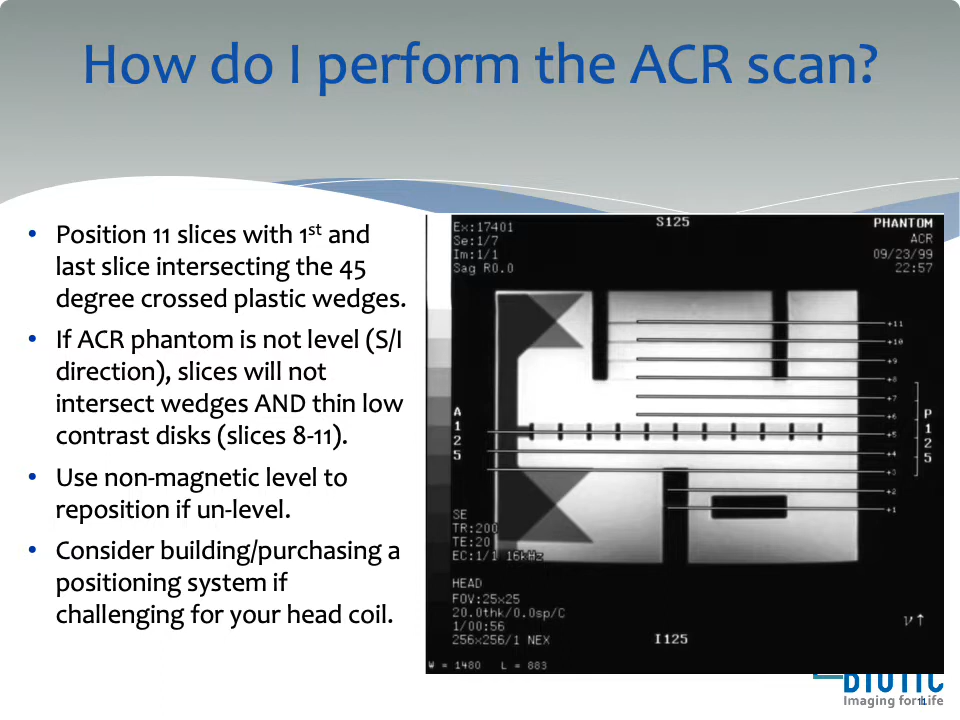 How do I perform the ACR scan?
• Position 11 slices with 1st and
last slice intersecting the 45
degree crossed plastic wedges.
• If ACR phantom is not level (S/I
direction), slices will not
intersect wedges AND thin low
contrast disks (slices 8-11).
• Use non-magnetic level to
reposition if un-level.
• Consider building/purchasing a
positioning system if
challenging for your head coil.
Ex:17401
Se:1/7
Im:1/1
Sag R0.0
S125
PHANTOM
ACR
09/23/99
22:57
+11
+10
+9
+8
+7
+6
+5
+4
+3
+2
+1
A
1
2
5
P
1
2
5
SE
TR:200
TE:20
EC:1/1 16kHz
HEAD
FOV:25x25
20.0thk/0.0sp/C
1/00:56
256x256/1 NEX
I125
W = 1480 L = 883
Imaging for Life
11